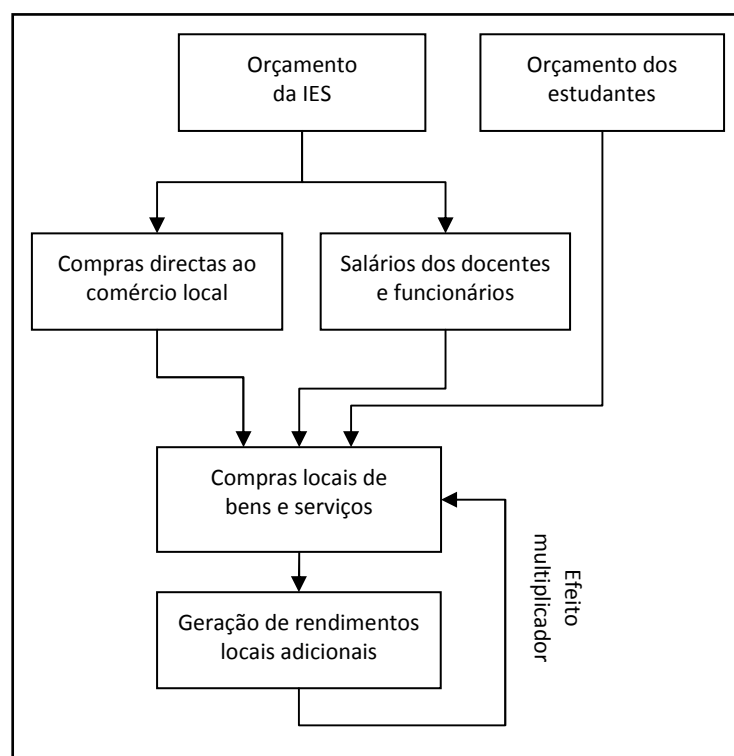 Orçamento
da IES
Orçamento dos
estudantes
Compras directas ao
comércio local
Salários dos docentes
e funcionários
Compras locais de
bens e serviços
Efeito
multiplicador
Geração de rendimentos
locais adicionais